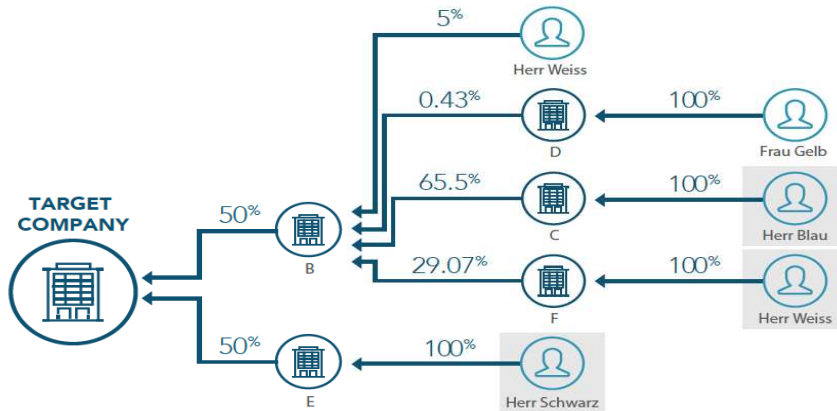 5%
Herr Weiss
0.43%
100%
D
Frau Gelb
TARGET
COMPANY
50%
65.5%
100%
B
C
Herr Blau
29.07%
100%
F
Herr Weiss
50%
100%
E
Herr Schwarz